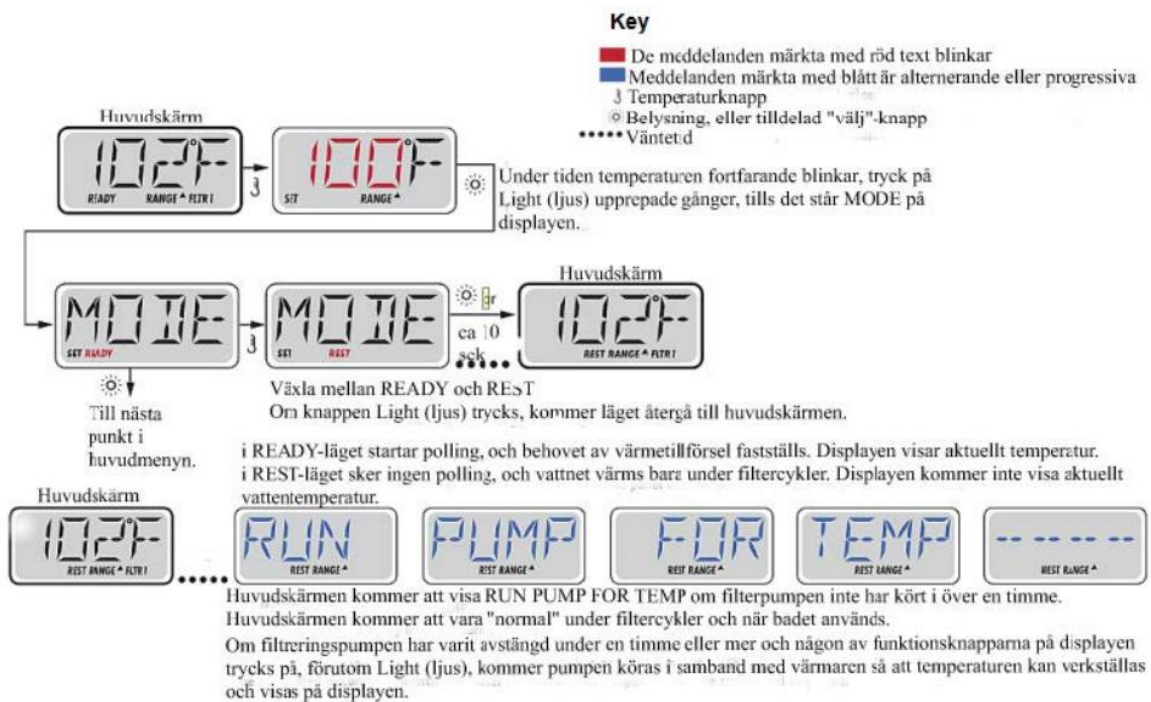 Key
De meddelanden märkta med röd text blinkar
Meddelanden märkta med blått är alternerande eller progressiva
Temperaturknapp
Belysning, eller tilldelad "välj"-knapp
Väntetid
Huvudskärm
102°F
READY RANGE FLTR1
100°F
SET RANGE
Under tiden temperaturen fortfarande blinkar, tryck på
Light (ljus) upprepade gånger, tills det står MODE på
displayen.
MODE
SET READY
MODE
SET REST
ca 10
sek
Huvudskärm
102°F
REST RANGE FLTR1
Till nästa
punkt i
huvudmenyn.
Växla mellan READY och REST
Om knappen Light (ljus) trycks, kommer läget återgå till huvudskärmen.
i READY-läget startar polling, och behovet av värmetillförsel fastställs. Displayen visar aktuellt temperatur.
i REST-läget sker ingen polling, och vattnet värms bara under filtercykler. Displayen kommer inte visa aktuellt
vattentemperatur.
Huvudskärm
102°F
REST RANGE FLTR1
RUN
REST RANGE
PUMP
REST RANGE
FOR
REST RANGE
TEMP
REST RANGE
-- -- -- --
REST RANGE
Huvudskärmen kommer att visa RUN PUMP FOR TEMP om filterpumpen inte har kört i över en timme.
Huvudskärmen kommer att vara "normal" under filtercykler och när badet används.
Om filtreringspumpen har varit avstängd under en timme eller mer och någon av funktionsknapparna på displayen
trycks på, förutom Light (ljus), kommer pumpen köras i samband med värmaren så att temperaturen kan verkställas
och visas på displayen.